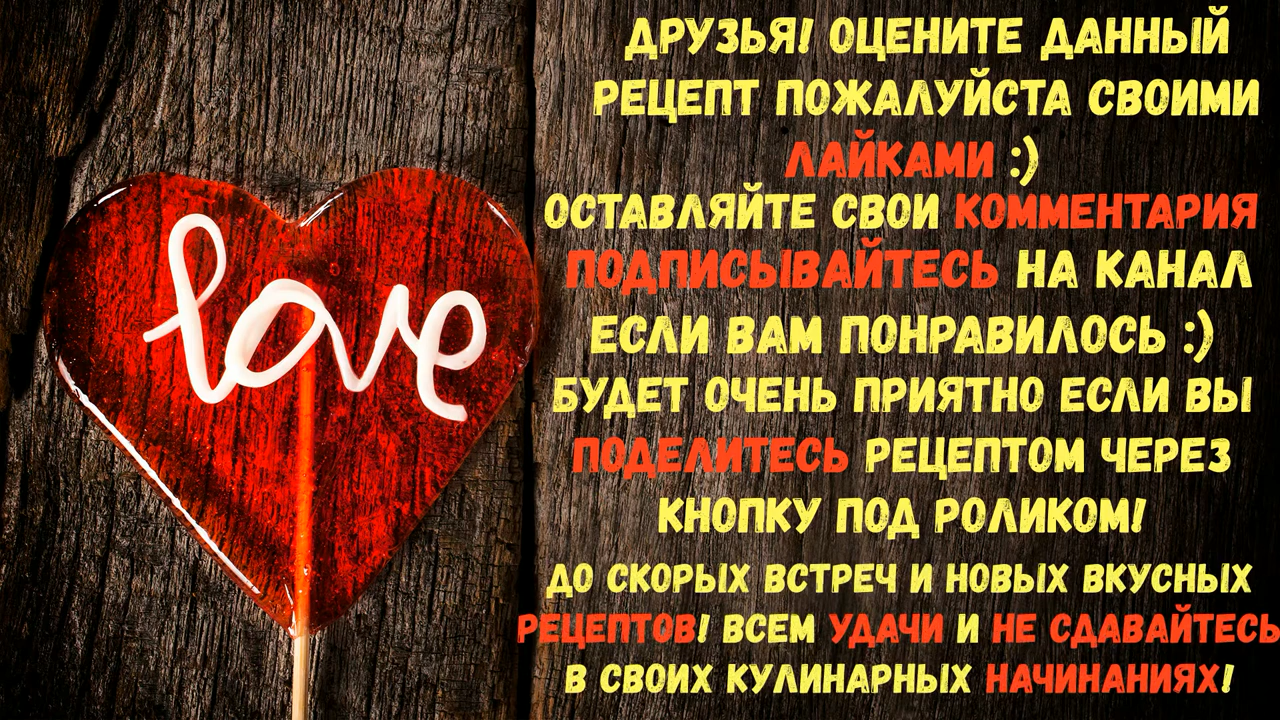 love
ДРУЗЬЯ! ОЦЕНИТЕ ДАННЫЙ
РЕЦЕПТ ПОЖАЛУЙСТА СВОИМИ
ЛАЙКАМИ :)
ОСТАВЛЯЙТЕ СВОИ КОММЕНТАРИЯ
ПОДПИСЫВАЙТЕСЬ НА КАНАЛ
ЕСЛИ ВАМ ПОНРАВИЛОСЬ :)
БУДЕТ ОЧЕНЬ ПРИЯТНО ЕСЛИ ВЫ
ПОДЕЛИТЕСЬ РЕЦЕПТОМ ЧЕРЕЗ
КНОПКУ ПОД РОЛИКОМ!
ДО СКОРЫХ ВСТРЕЧ И НОВЫХ ВКУСНЫХ
РЕЦЕПТОВ! ВСЕМ УДАЧИ И НЕ СДАВАЙТЕСЬ
В СВОИХ КУЛИНАРНЫХ НАЧИНАНИЯХ!